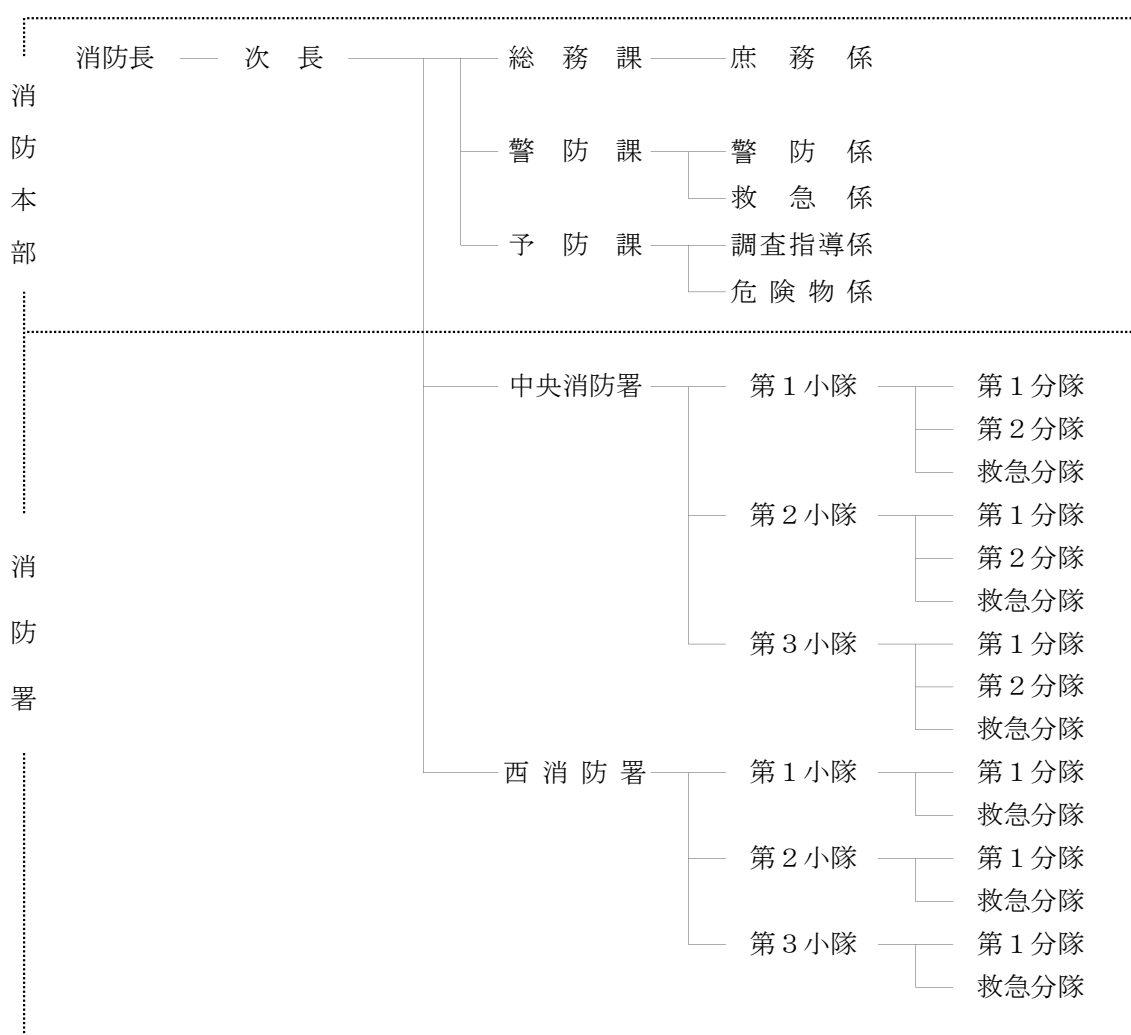 消防本部
消防長 次長 総務課 庶務係
警防課 警防係
救急係
予防課 調査指導係
危険物係
消防署
中央消防署 第１小隊 第１分隊
第２分隊
救急分隊
第２小隊 第１分隊
第２分隊
救急分隊
第３小隊 第１分隊
第２分隊
救急分隊
西消防署 第１小隊 第１分隊
救急分隊
第２小隊 第１分隊
救急分隊
第３小隊 第１分隊
救急分隊